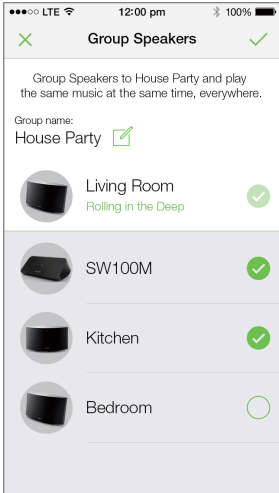 LTE 12:00 pm 100%
Group Speakers
Group Speakers to House Party and play
the same music at the same time, everywhere.
Group name:
House Party
Living Room
Rolling in the Deep
SW100M
Kitchen
Bedroom